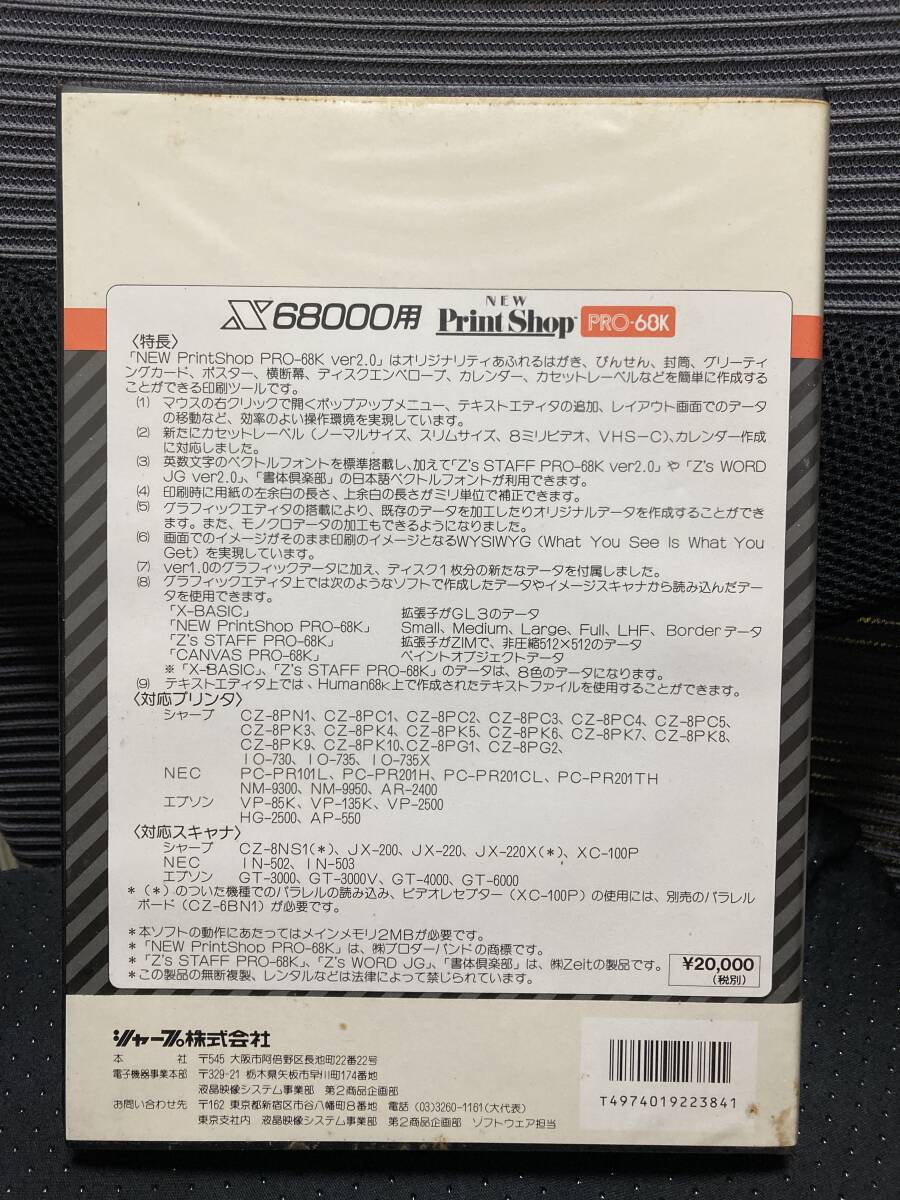 X68000用 NEW Print Shop PRO-68K
〈特長〉
「NEW PrintShop PRO-68K ver2.0」はオリジナリティあふれるはがき、びんせん、封筒、グリーティ
ングカード、ポスター、横断幕、ディスクエンベロープ、カレンダー、カセットレーベルなどを簡単に作成する
ことができる印刷ツールです。
(1) マウスの右クリックで開くポップアップメニュー、テキストエディタの追加、レイアウト画面でのデータ
の移動など、効率のよい操作環境を実現しています。
(2) 新たにカセットレーベル（ノーマルサイズ、スリムサイズ、8ミリビデオ、VHS-C）、カレンダー作成
に対応しました。
(3) 英数文字のベクトルフォントを標準搭載し、加えて「Z's STAFF PRO-68K ver2.0」や「Z's WORD
JG ver2.0」、「書体倶楽部」の日本語ベクトルフォントが利用できます。
(4) 印刷時に用紙の左余白の長さ、上余白の長さがミリ単位で補正できます。
(5) グラフィックエディタの搭載により、既存のデータを加工したりオリジナルデータを作成することができ
ます。また、モノクロデータの加工もできるようになりました。
(6) 画面でのイメージがそのまま印刷のイメージとなるWYSIWYG（What You See Is What You
Get）を実現しています。
(7) ver1.0のグラフィックデータに加え、ディスク1枚分の新たなデータを付属しました。
(8) グラフィックエディタ上では次のようなソフトで作成したデータやイメージスキャナから読み込んだデー
タを使用できます。
「X-BASIC」 拡張子がGL3のデータ
「NEW PrintShop PRO-68K」 Small、Medium、Large、Full、LHF、Borderデータ
「Z's STAFF PRO-68K」 拡張子がZIMで、非圧縮512×512のデータ
「CANVAS PRO-68K」 ペイントオブジェクトデータ
※「X-BASIC」、「Z's STAFF PRO-68K」のデータは、8色のデータになります。
(9) テキストエディタ上では、Human68k上で作成されたテキストファイルを使用することができます。
〈対応プリンタ〉
シャープ CZ-8PN1、CZ-8PC1、CZ-8PC2、CZ-8PC3、CZ-8PC4、CZ-8PC5、
CZ-8PK3、CZ-8PK4、CZ-8PK5、CZ-8PK6、CZ-8PK7、CZ-8PK8、
CZ-8PK9、CZ-8PK10、CZ-8PG1、CZ-8PG2、
IO-730、IO-735、IO-735X
NEC PC-PR101L、PC-PR201H、PC-PR201CL、PC-PR201TH
NM-9300、NM-9950、AR-2400
エプソン VP-85K、VP-135K、VP-2500
HG-2500、AP-550
〈対応スキャナ〉
シャープ CZ-8NS1(*)、JX-200、JX-220、JX-220X(*)、XC-100P
NEC IN-502、IN-503
エプソン GT-3000、GT-3000V、GT-4000、GT-6000
*(*)のついた機種でのパラレルの読み込み、ビデオレセプター（XC-100P）の使用には、別売のパラレル
ボード（CZ-6BN1）が必要です。
*本ソフトの動作にあたってはメインメモリ2MBが必要です。
*「NEW PrintShop PRO-68K」は、㈱ブロダーバンドの商標です。
*「Z's STAFF PRO-68K」、「Z's WORD JG」、「書体倶楽部」は、㈱Zeitの製品です。
*この製品の無断複製、レンタルなどは法律によって禁じられています。
¥20,000
(税別)
シャープ株式会社
本社 〒545 大阪市阿倍野区長池町22番22号
電子機器事業本部 〒329-21 栃木県矢板市早川町174番地
液晶映像システム事業部 第2商品企画部
お問い合わせ先 〒162 東京都新宿区市谷八幡町8番地 電話 (03)3260-1161(大代表)
東京支社内 液晶映像システム事業部 第2商品企画部 ソフトウェア担当
T4974019223841